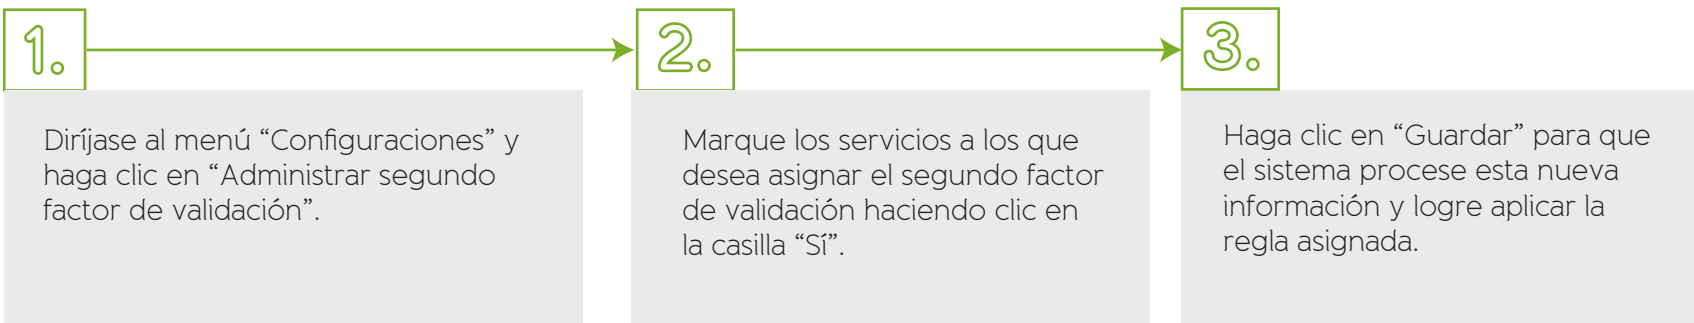 1.
Diríjase al menú “Configuraciones” y
haga clic en “Administrar segundo
factor de validación”.
2.
Marque los servicios a los que
desea asignar el segundo factor
de validación haciendo clic en
la casilla “Sí”.
3.
Haga clic en “Guardar” para que
el sistema procese esta nueva
información y logre aplicar la
regla asignada.